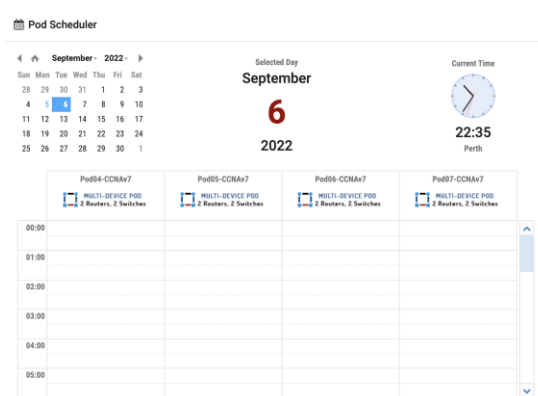 Pod Scheduler
September 2022
Sun Mon Tue Wed Thu Fri Sat
28 29 30 31 1 2 3
4 5 6 7 8 9 10
11 12 13 14 15 16 17
18 19 20 21 22 23 24
25 26 27 28 29 30 1
Selected Day
September
6
2022
Current Time
22:35
Perth
Pod04-CCNAv7 Pod05-CCNAv7 Pod06-CCNAv7 Pod07-CCNAv7
MULTI-DEVICE POD MULTI-DEVICE POD MULTI-DEVICE POD MULTI-DEVICE POD
2 Routers, 2 Switches 2 Routers, 2 Switches 2 Routers, 2 Switches 2 Routers, 2 Switches
00:00
01:00
02:00
03:00
04:00
05:00